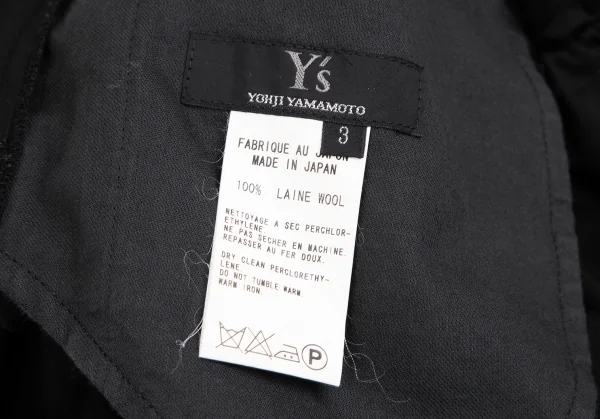 Y's
YOHJI YAMAMOTO
3
FABRIQUE AU JAPON
MADE IN JAPAN
100% LAINE WOOL
NETTOYAGE A SEC PERCHLOR-
ETHYLENE.
NE PAS SECHER EN MACHINE.
REPASSER AU FER DOUX.
DRY CLEAN PERCLORETHY-
LENE.
DO NOT TUMBLE WARM
WARM IRON.
P